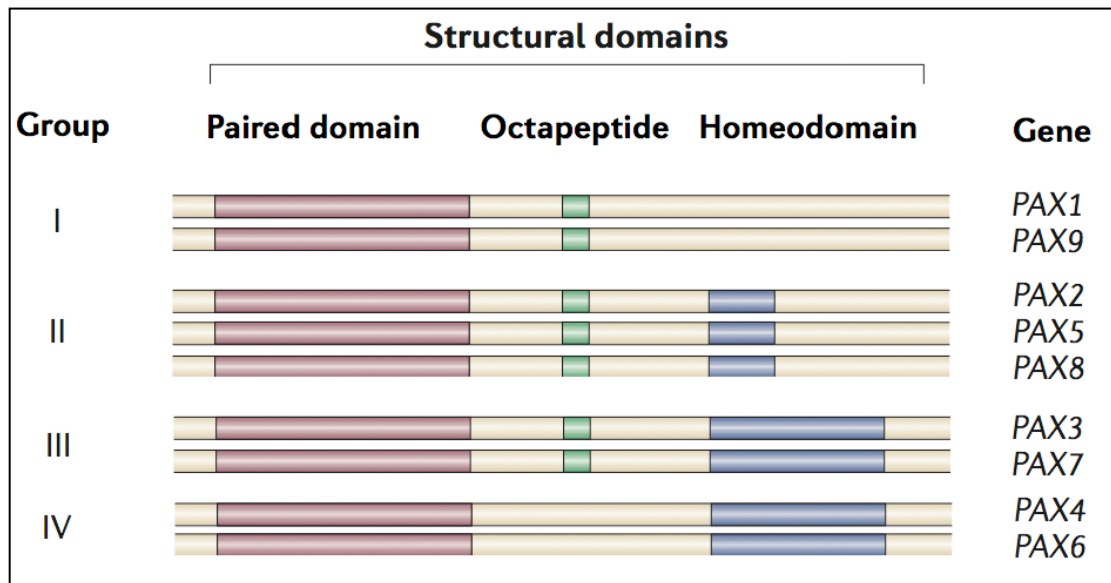 Structural domains
Group Paired domain Octapeptide Homeodomain Gene
I PAX1
PAX9
II PAX2
PAX5
PAX8
III PAX3
PAX7
IV PAX4
PAX6